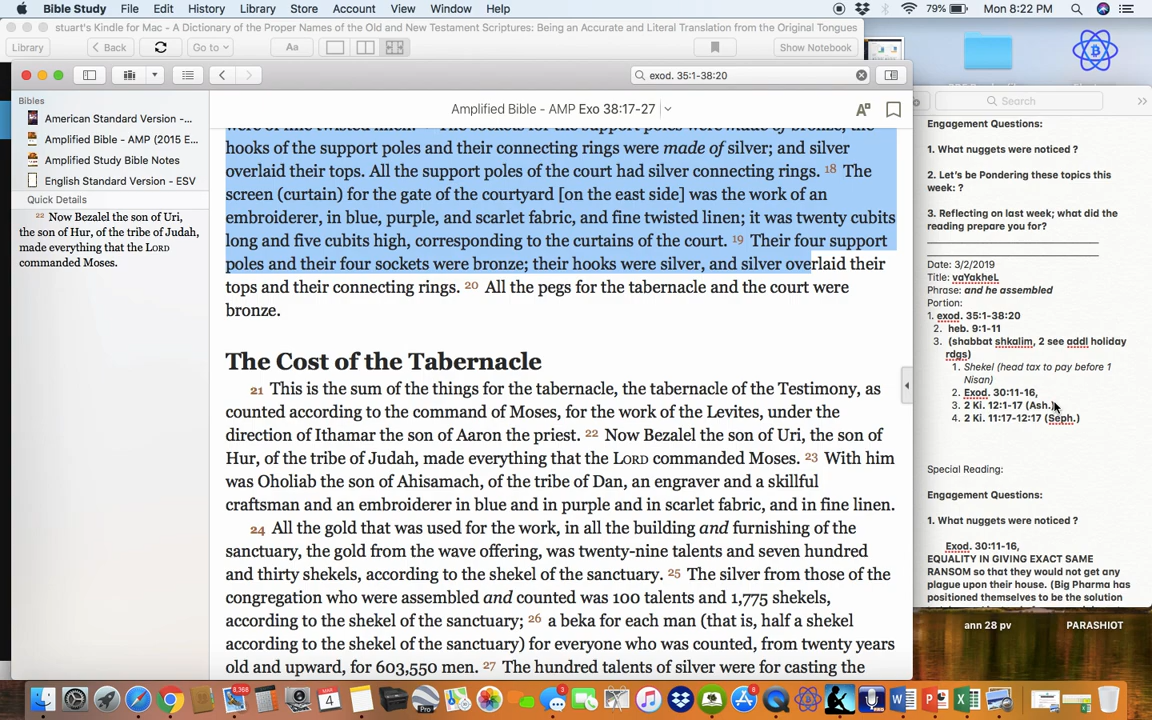 Bible Study File Edit History Library Store Account View Window Help
79% Mon 8:22 PM
stuart's Kindle for Mac - A Dictionary of the Proper Names of the Old and New Testament Scriptures: Being an Accurate and Literal Translation from the Original Tongues
Library Back Go to Aa Show Notebook
exod. 35:1-38:20
Bibles
American Standard Version -...
Amplified Bible - AMP (2015 E...
Amplified Study Bible Notes
English Standard Version - ESV
Quick Details
22 Now Bezalel the son of Uri,
the son of Hur, of the tribe of Judah,
made everything that the LORD
commanded Moses.
Amplified Bible - AMP Exo 38:17-27
were of fine twisted linen. The sockets for the support poles were made of bronze, the
hooks of the support poles and their connecting rings were made of silver; and silver
overlaid their tops. All the support poles of the court had silver connecting rings. 18 The
screen (curtain) for the gate of the courtyard [on the east side] was the work of an
embroiderer, in blue, purple, and scarlet fabric, and fine twisted linen; it was twenty cubits
long and five cubits high, corresponding to the curtains of the court. 19 Their four support
poles and their four sockets were bronze; their hooks were silver, and silver overlaid their
tops and their connecting rings. 20 All the pegs for the tabernacle and the court were
bronze.
The Cost of the Tabernacle
21 This is the sum of the things for the tabernacle, the tabernacle of the Testimony, as
counted according to the command of Moses, for the work of the Levites, under the
direction of Ithamar the son of Aaron the priest. 22 Now Bezalel the son of Uri, the son of
Hur, of the tribe of Judah, made everything that the LORD commanded Moses. 23 With him
was Oholiab the son of Ahisamach, of the tribe of Dan, an engraver and a skillful
craftsman and an embroiderer in blue and in purple and in scarlet fabric, and in fine linen.
24 All the gold that was used for the work, in all the building and furnishing of the
sanctuary, the gold from the wave offering, was twenty-nine talents and seven hundred
and thirty shekels, according to the shekel of the sanctuary. 25 The silver from those of the
congregation who were assembled and counted was 100 talents and 1,775 shekels,
according to the shekel of the sanctuary; 26 a beka for each man (that is, half a shekel
according to the shekel of the sanctuary) for everyone who was counted, from twenty years
old and upward, for 603,550 men. 27 The hundred talents of silver were for casting the
Search
Engagement Questions:
1. What nuggets were noticed ?
2. Let's be Pondering these topics this
week: ?
3. Reflecting on last week; what did the
reading prepare you for?
Date: 3/2/2019
Title: vaYakheL
Phrase: and he assembled
Portion:
1. exod. 35:1-38:20
2. heb. 9:1-11
3. (shabbat shkalim, 2 see addl holiday
rdgs)
1. Shekel (head tax to pay before 1
Nisan)
2. Exod. 30:11-16,
3. 2 Ki. 12:1-17 (Ash.)
4. 2 Ki. 11:17-12:17 (Seph.)
Special Reading:
Engagement Questions:
1. What nuggets were noticed ?
Exod. 30:11-16,
EQUALITY IN GIVING EXACT SAME
RANSOM so that they would not get any
plague upon their house. (Big Pharma has
positioned themselves to be the solution
ann 28 pv PARASHIOT
8,368
MAR
4
3
Pro
8